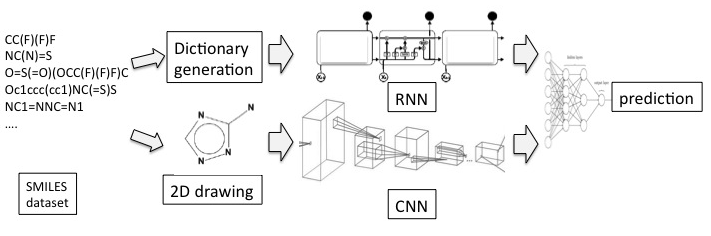 CC(F)(F)F
NC(N)=S
O=S(=O)(OCC(F)(F)F)C
Oc1ccc(cc1)NC(=S)S
NC1=NNC=N1
....
SMILES
dataset
Dictionary
generation
RNN
N
N
N
N
2D drawing
CNN
...
prediction